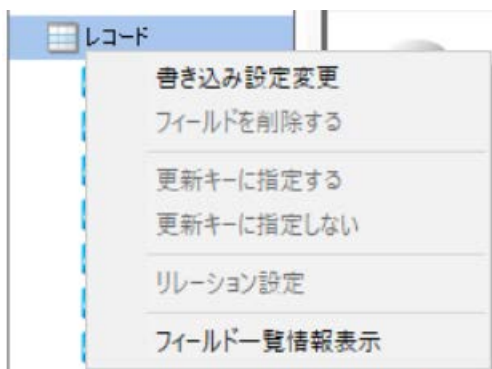 レコード
書き込み設定変更
フィールドを削除する
更新キーに指定する
更新キーに指定しない
リレーション設定
フィールド一覧情報表示